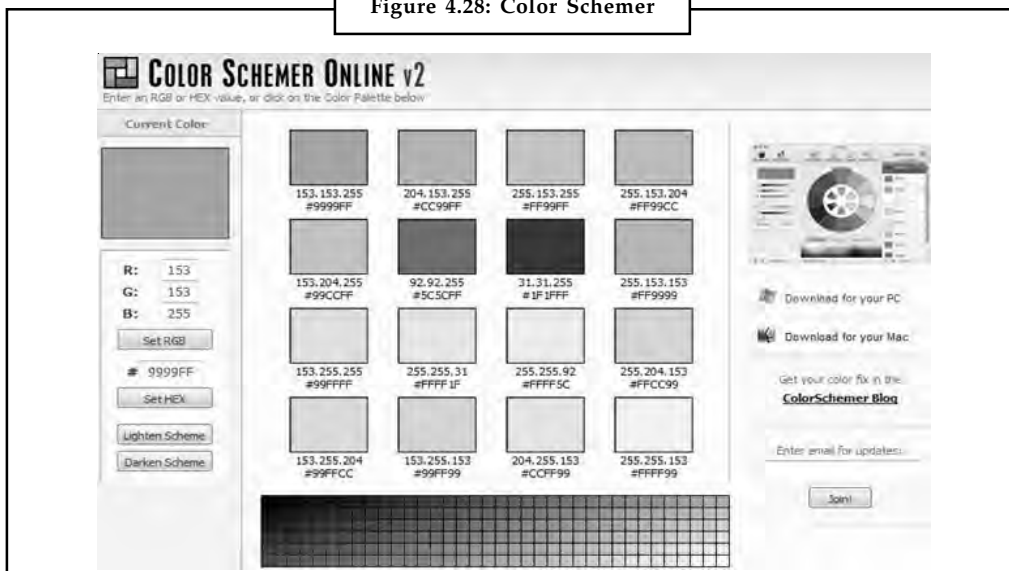 Figure 4.28: Color Schemer
COLOR SCHEMER ONLINE v2
Enter an RGB or HEX value, or click on the Color Palette below
Current Color
R: 153
G: 153
B: 255
Set RGB
# 9999FF
Set HEX
Lighten Scheme
Darken Scheme
153.153.255 204.153.255 255.153.255 255.153.204
#9999FF #CC99FF #FF99FF #FF99CC
153.204.255 92.92.255 31.31.255 255.153.153
#99CCFF #5C5CFF #1F1FFF #FF9999
153.255.255 255.255.31 255.255.92 255.204.153
#99FFFF #FFFF1F #FFFF5C #FFCC99
153.255.204 153.255.153 204.255.153 255.255.153
#99FFCC #99FF99 #CCFF99 #FFFF99
Download for your PC
Download for your Mac
Get your color fix in the
ColorSchemer Blog
Enter email for updates:
Join!